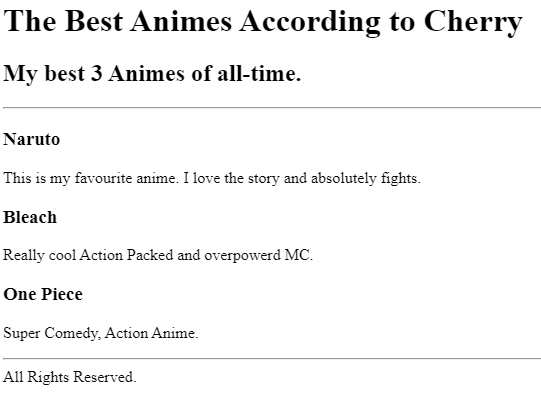 The Best Animes According to Cherry
My best 3 Animes of all-time.
Naruto
This is my favourite anime. I love the story and absolutely fights.
Bleach
Really cool Action Packed and overpowerd MC.
One Piece
Super Comedy, Action Anime.
All Rights Reserved.